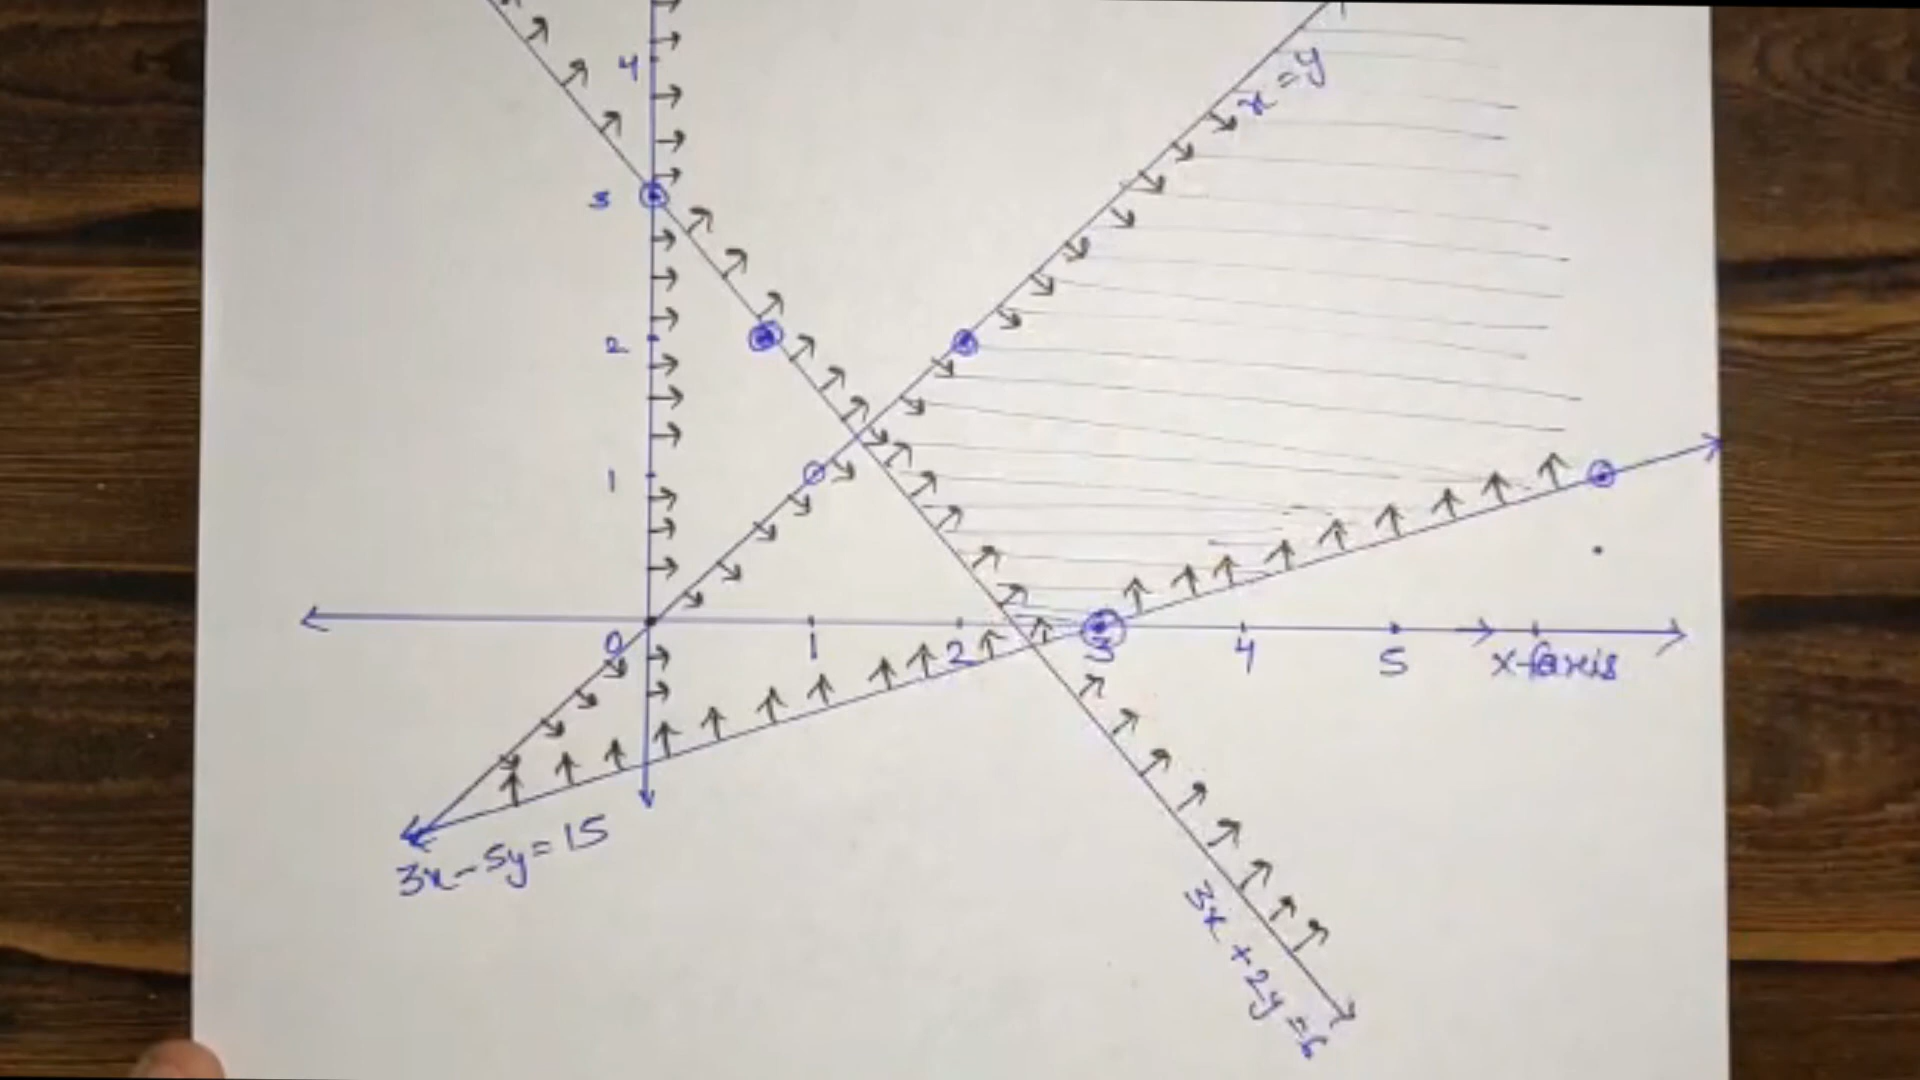 4
x = y
3
2
1
0 1 2 3 4 5 x-axis
3x - 5y = 15
3x + 2y = 6